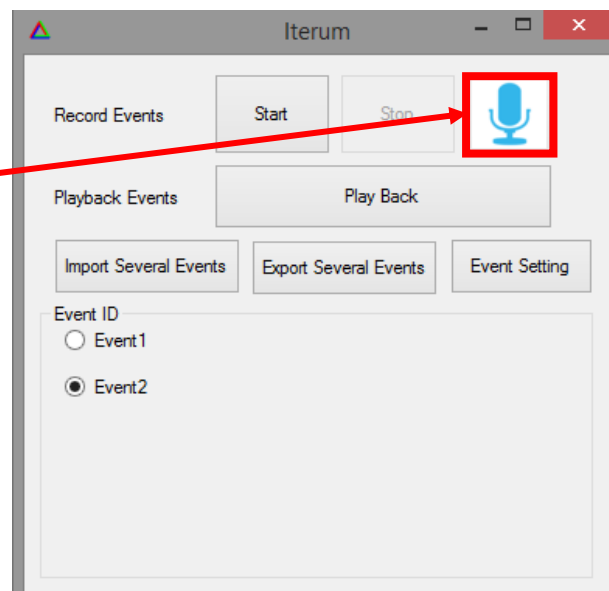 Iterum
Record Events Start Stop
Playback Events Play Back
Import Several Events Export Several Events Event Setting
Event ID
Event1
Event2